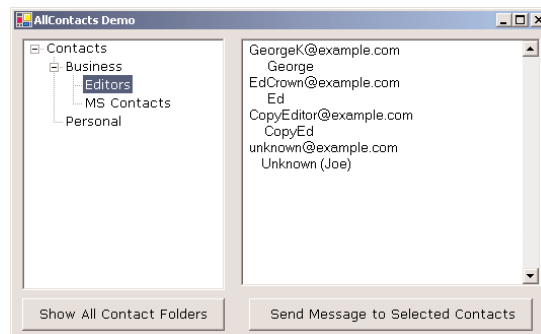 AllContacts Demo
Contacts
Business
Editors
MS Contacts
Personal
GeorgeK@example.com
George
EdCrown@example.com
Ed
CopyEditor@example.com
CopyEd
unknown@example.com
Unknown (Joe)
Show All Contact Folders
Send Message to Selected Contacts